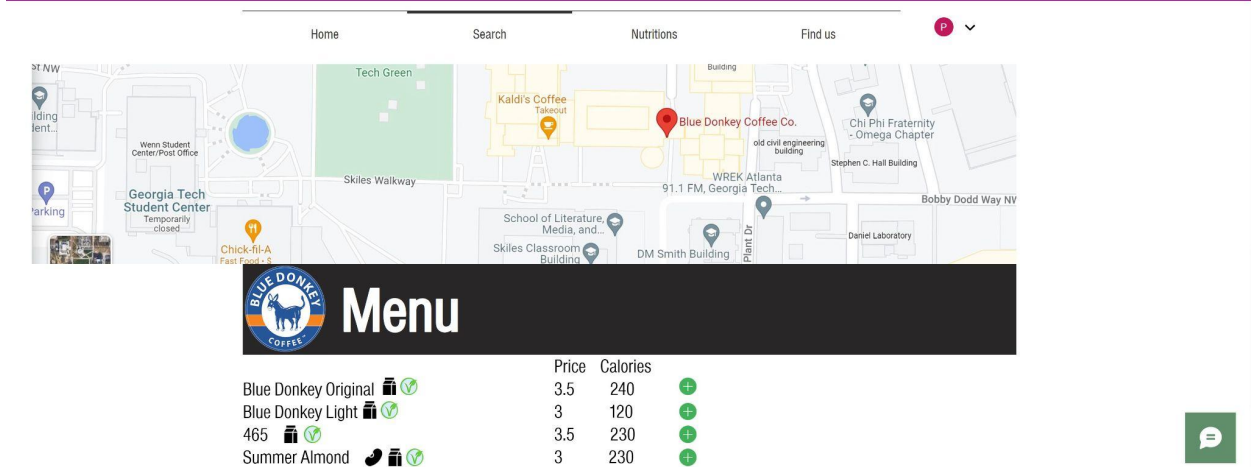 Home Search Nutritions Find us P
St NW
Tech Green
Building
Kaldi's Coffee
Takeout
Blue Donkey Coffee Co.
Chi Phi Fraternity
- Omega Chapter
ilding
dent...
Wenn Student
Center/Post Office
old civil engineering
building
Stephen C. Hall Building
Skiles Walkway
WREK Atlanta
91.1 FM, Georgia Tech...
P
Parking
Georgia Tech
Student Center
Temporarily
closed
Bobby Dodd Way NW
School of Literature,
Media, and...
Daniel Laboratory
Chick-fil-A
Fast Food • $
Skiles Classroom
Building
DM Smith Building
Plant Dr
BLUE DONKEY
COFFEE™
Menu
Price Calories
Blue Donkey Original 3.5 240
Blue Donkey Light 3 120
465 3.5 230
Summer Almond 3 230